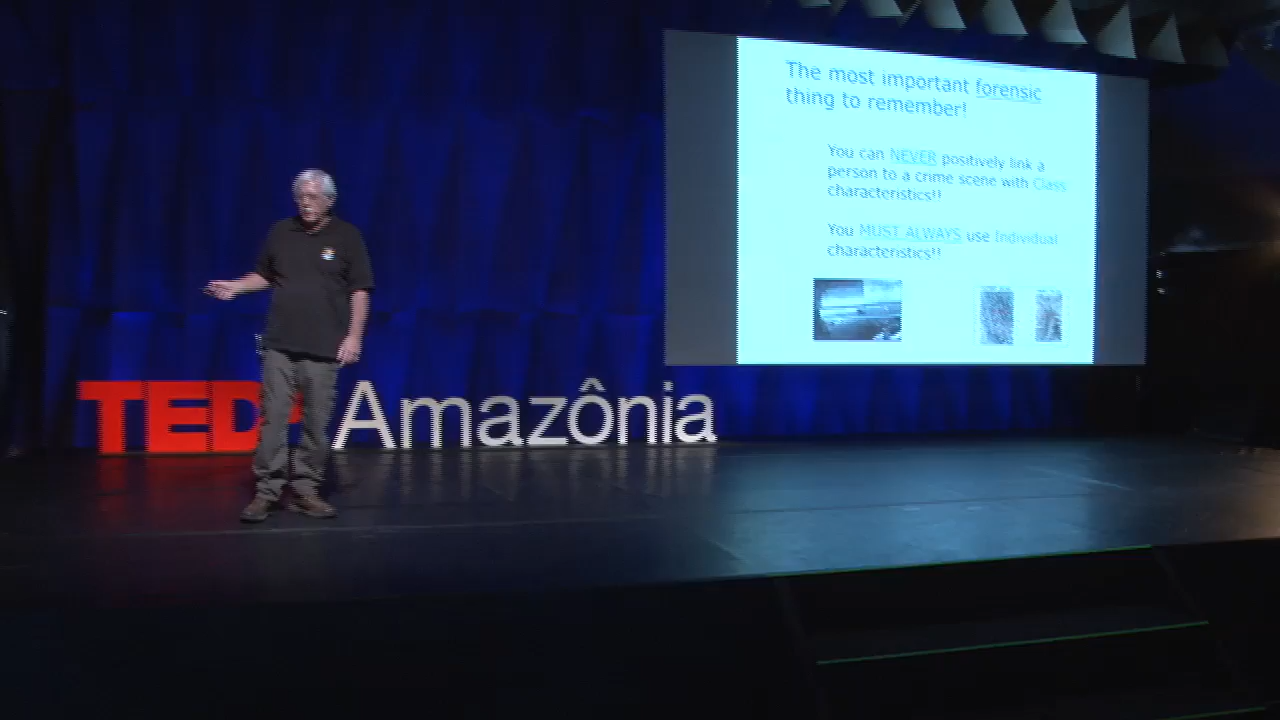 The most important forensic
thing to remember!
You can NEVER positively link a
person to a crime scene with Class
characteristics!!
You MUST ALWAYS use Individual
characteristics!!
TED Amazônia